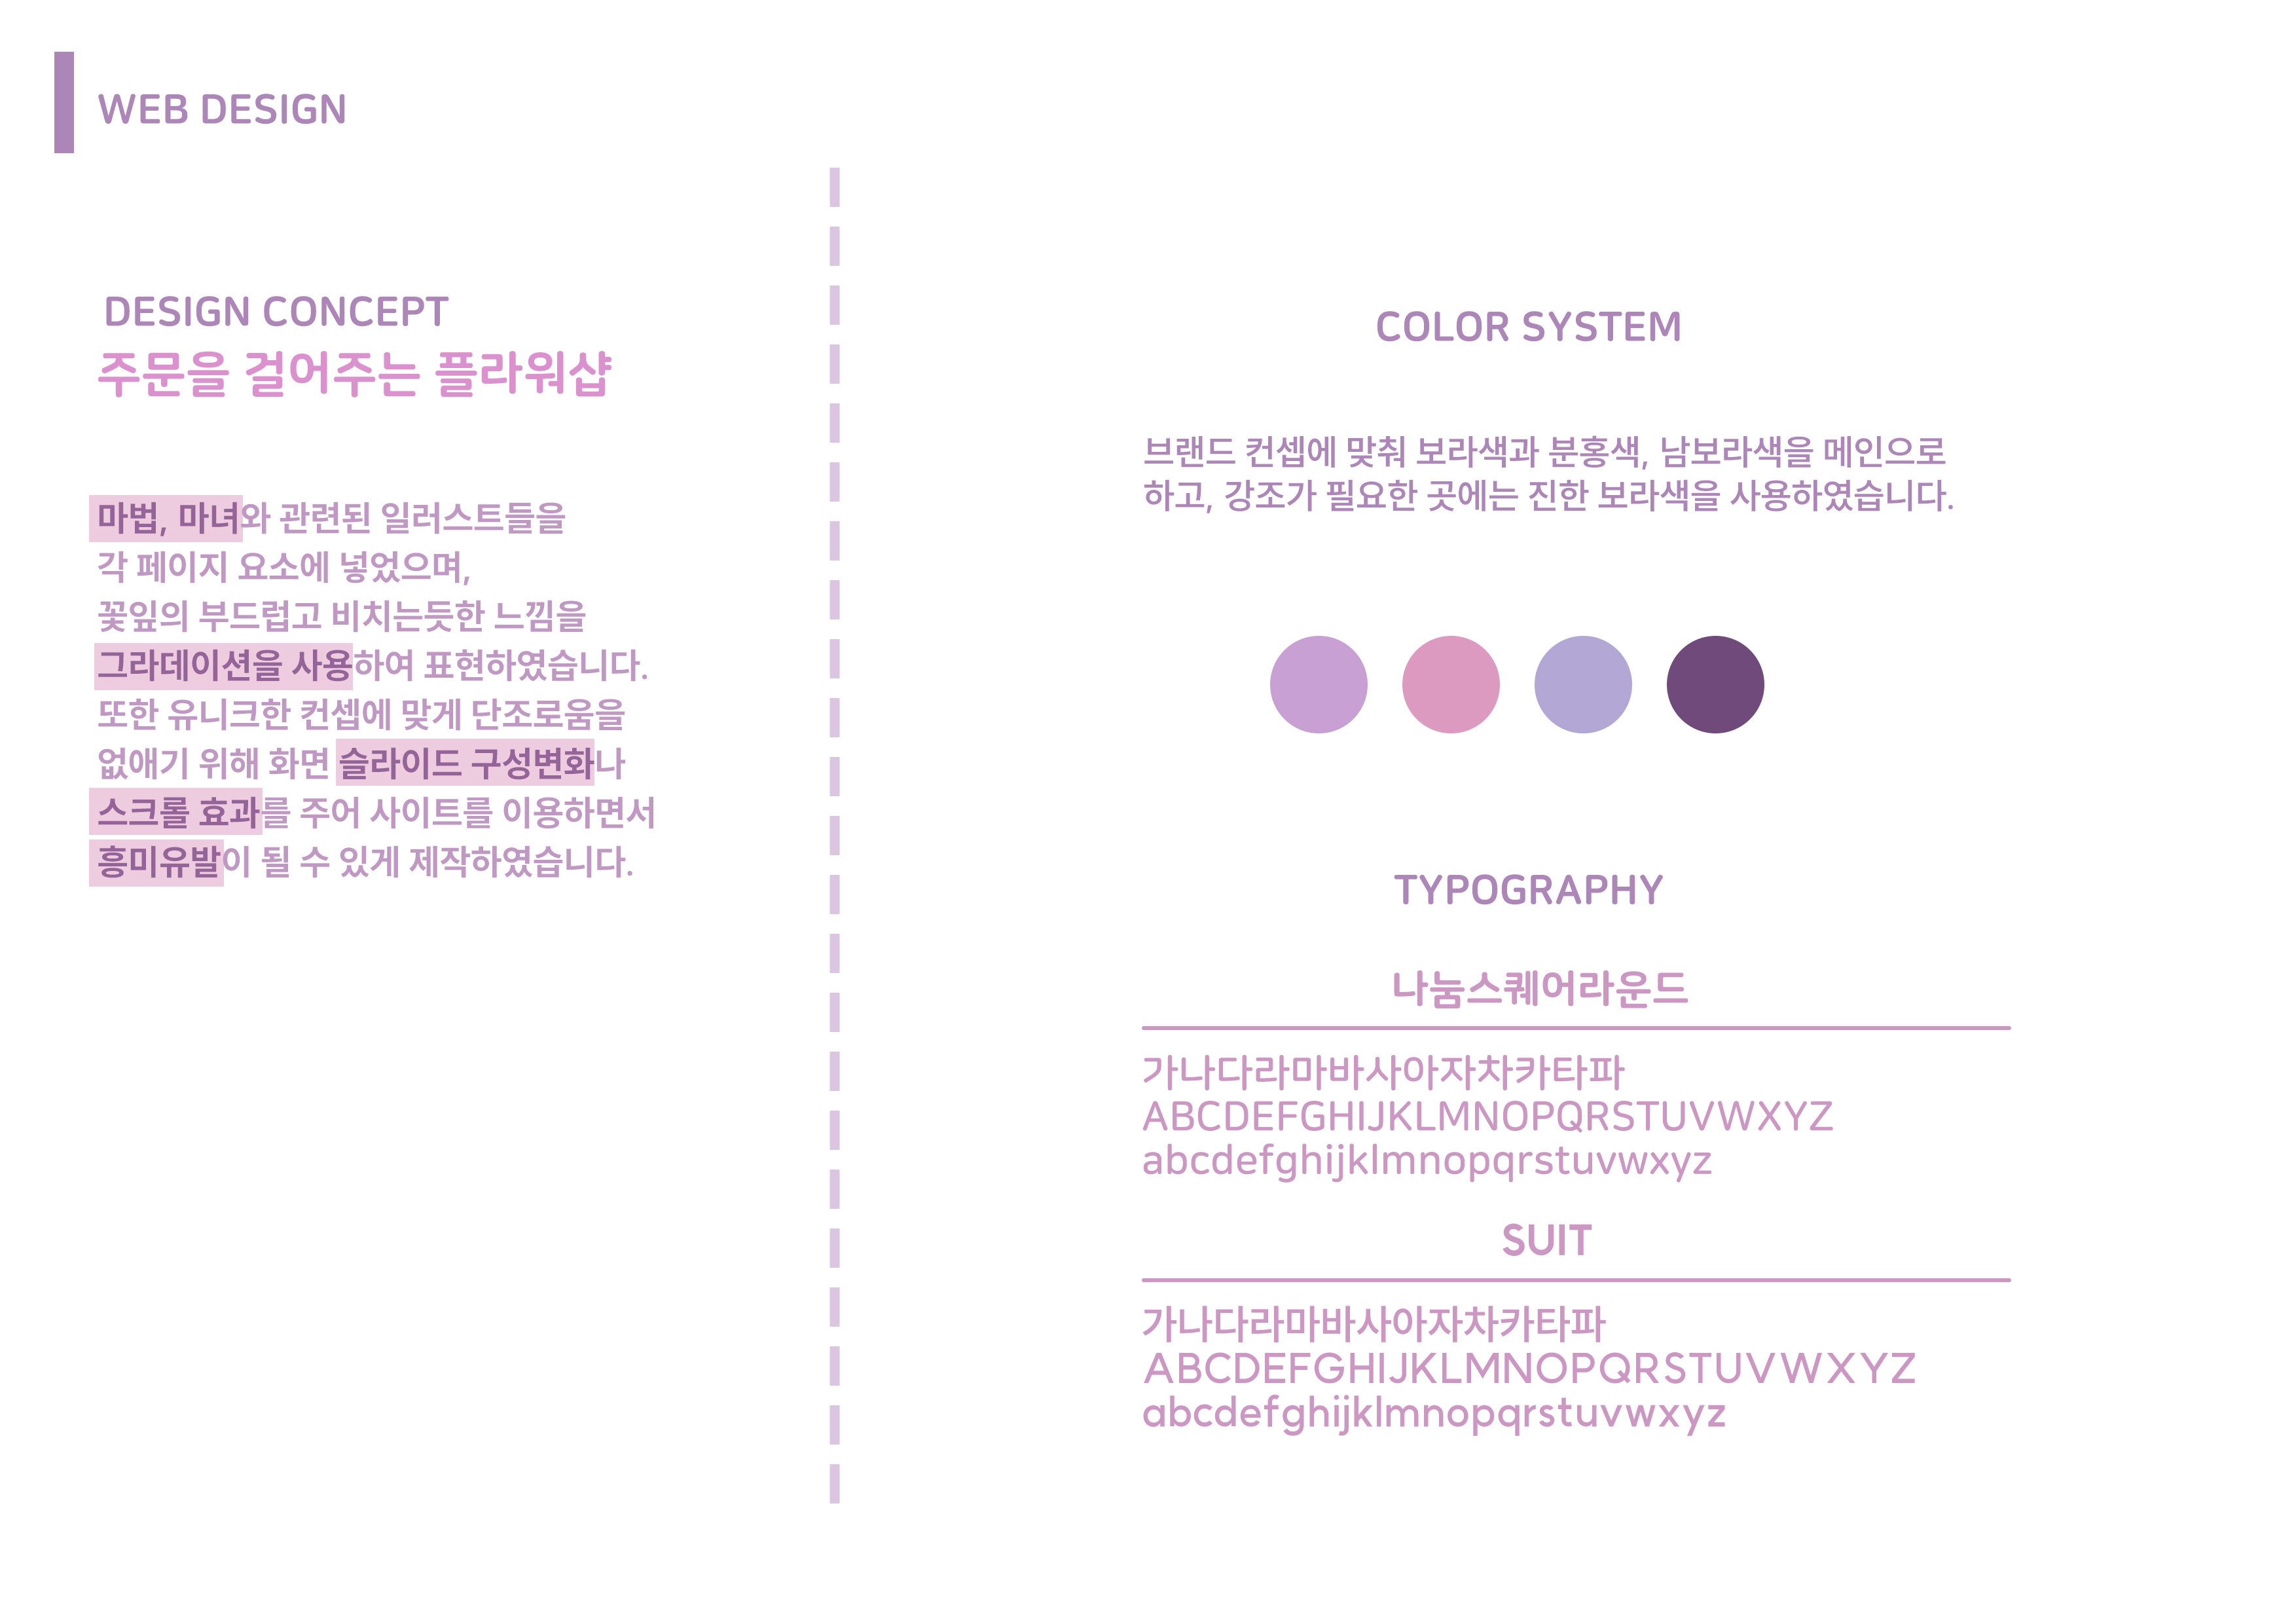 WEB DESIGN
DESIGN CONCEPT
주문을 걸어주는 플라워샵
마법, 마녀와 관련된 일러스트들을
각 페이지 요소에 넣었으며,
꽃잎의 부드럽고 비치는듯한 느낌을
그라데이션을 사용하여 표현하였습니다.
또한 유니크한 컨셉에 맞게 단조로움을
없애기 위해 하면 슬라이드 구성변화나
스크롤 효과를 주어 사이트를 이용하면서
흥미유발이 될 수 있게 제작하였습니다.
COLOR SYSTEM
브랜드 컨셉에 맞춰 보라색과 분홍색, 남보라색을 메인으로
하고, 강조가 필요한 곳에는 진한 보라색을 사용하였습니다.
TYPOGRAPHY
나눔스퀘어라운드
가나다라마바사아자차카타파
ABCDEFGHIJKLMNOPQRSTUVWXYZ
abcdefghijklmnopqrstuvwxyz
SUIT
가나다라마바사아자차카타파
ABCDEFGHIJKLMNOPQRSTUVWXYZ
abcdefghijklmnopqrstuvwxyz